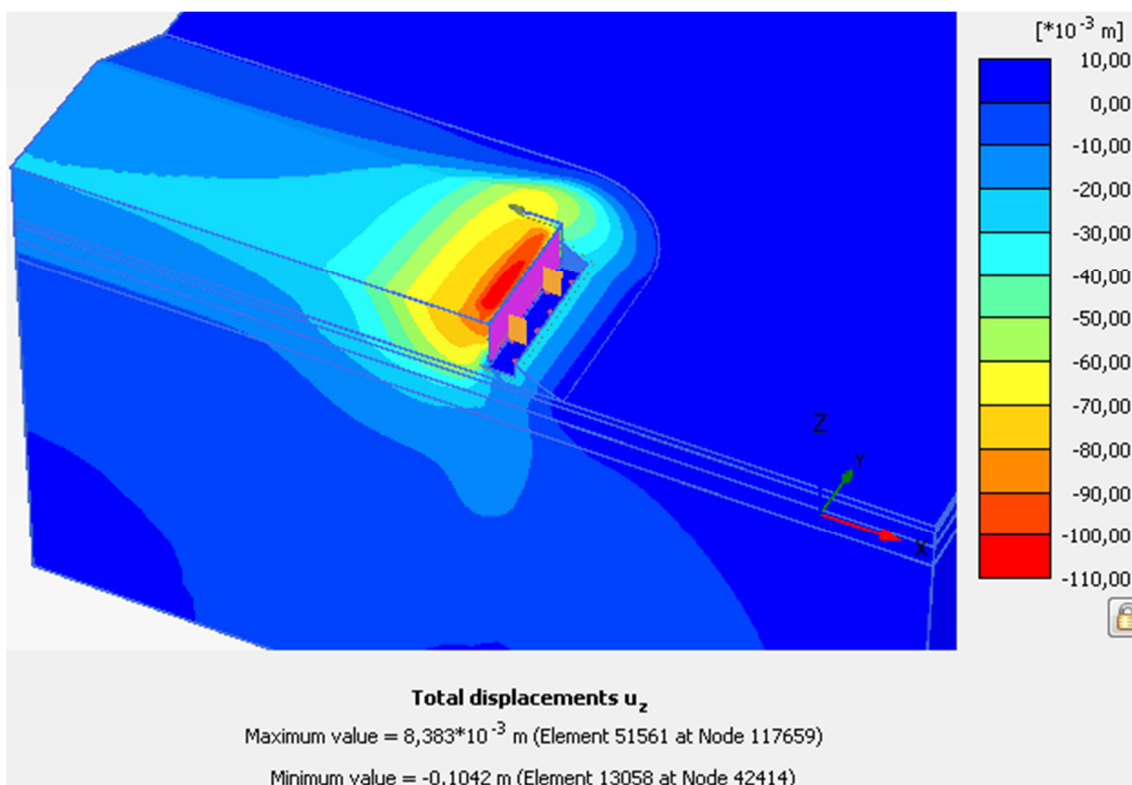 [*10-3 m]
10,00
0,00
-10,00
-20,00
-30,00
-40,00
-50,00
-60,00
-70,00
-80,00
-90,00
-100,00
-110,00
Z
Y
X
Total displacements uz
Maximum value = 8,383*10-3 m (Element 51561 at Node 117659)
Minimum value = -0,1042 m (Element 13058 at Node 42414)